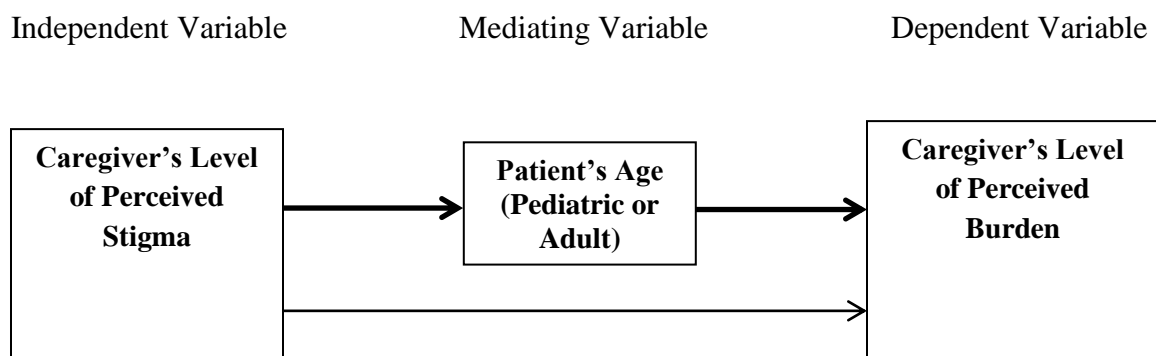 Independent Variable
Mediating Variable
Dependent Variable
Caregiver’s Level
of Perceived
Stigma
Patient’s Age
(Pediatric or
Adult)
Caregiver’s Level
of Perceived
Burden